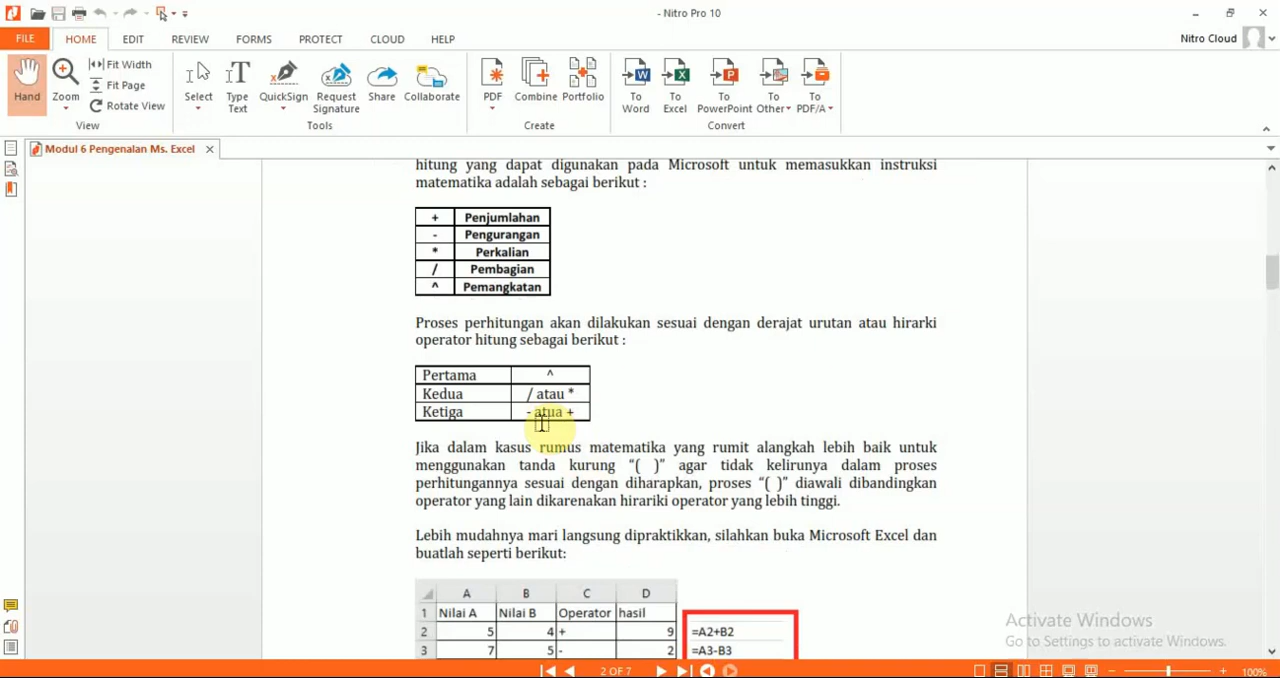 - Nitro Pro 10
FILE HOME EDIT REVIEW FORMS PROTECT CLOUD HELP Nitro Cloud
Hand Zoom Fit Width Fit Page Rotate View Select Type Text QuickSign Request Signature Share Collaborate PDF Combine Portfolio To Word To Excel To PowerPoint To Other To PDF/A
View Tools Create Convert
Modul 6 Pengenalan Ms. Excel
hitung yang dapat digunakan pada Microsoft untuk memasukkan instruksi
matematika adalah sebagai berikut :
+ Penjumlahan
- Pengurangan
* Perkalian
/ Pembagian
^ Pemangkatan
Proses perhitungan akan dilakukan sesuai dengan derajat urutan atau hirarki
operator hitung sebagai berikut :
Pertama ^
Kedua / atau *
Ketiga - atua +
Jika dalam kasus rumus matematika yang rumit alangkah lebih baik untuk
menggunakan tanda kurung “( )” agar tidak kelirunya dalam proses
perhitungannya sesuai dengan diharapkan, proses “( )” diawali dibandingkan
operator yang lain dikarenakan hirariki operator yang lebih tinggi.
Lebih mudahnya mari langsung dipraktikkan, silahkan buka Microsoft Excel dan
buatlah seperti berikut:
A B C D
1 Nilai A Nilai B Operator hasil
2 5 4 + 9 =A2+B2
3 7 5 - 2 =A3-B3
Activate Windows
Go to Settings to activate Windows.
2 OF 7 100%